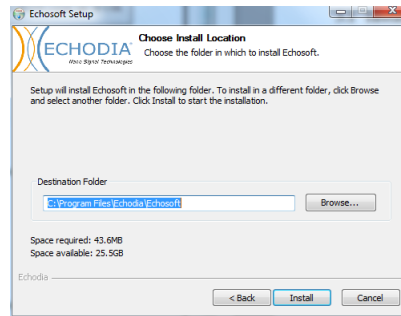 Echosoft Setup
Choose Install Location
Choose the folder in which to install Echosoft.
ECHODIA
Setup will install Echosoft in the following folder. To install in a different folder, click Browse
and select another folder. Click Install to start the installation.
Destination Folder
C:\Program Files\Echodia\Echosoft
Browse...
Space required: 43.6MB
Space available: 25.5GB
Echodia
< Back
Install
Cancel